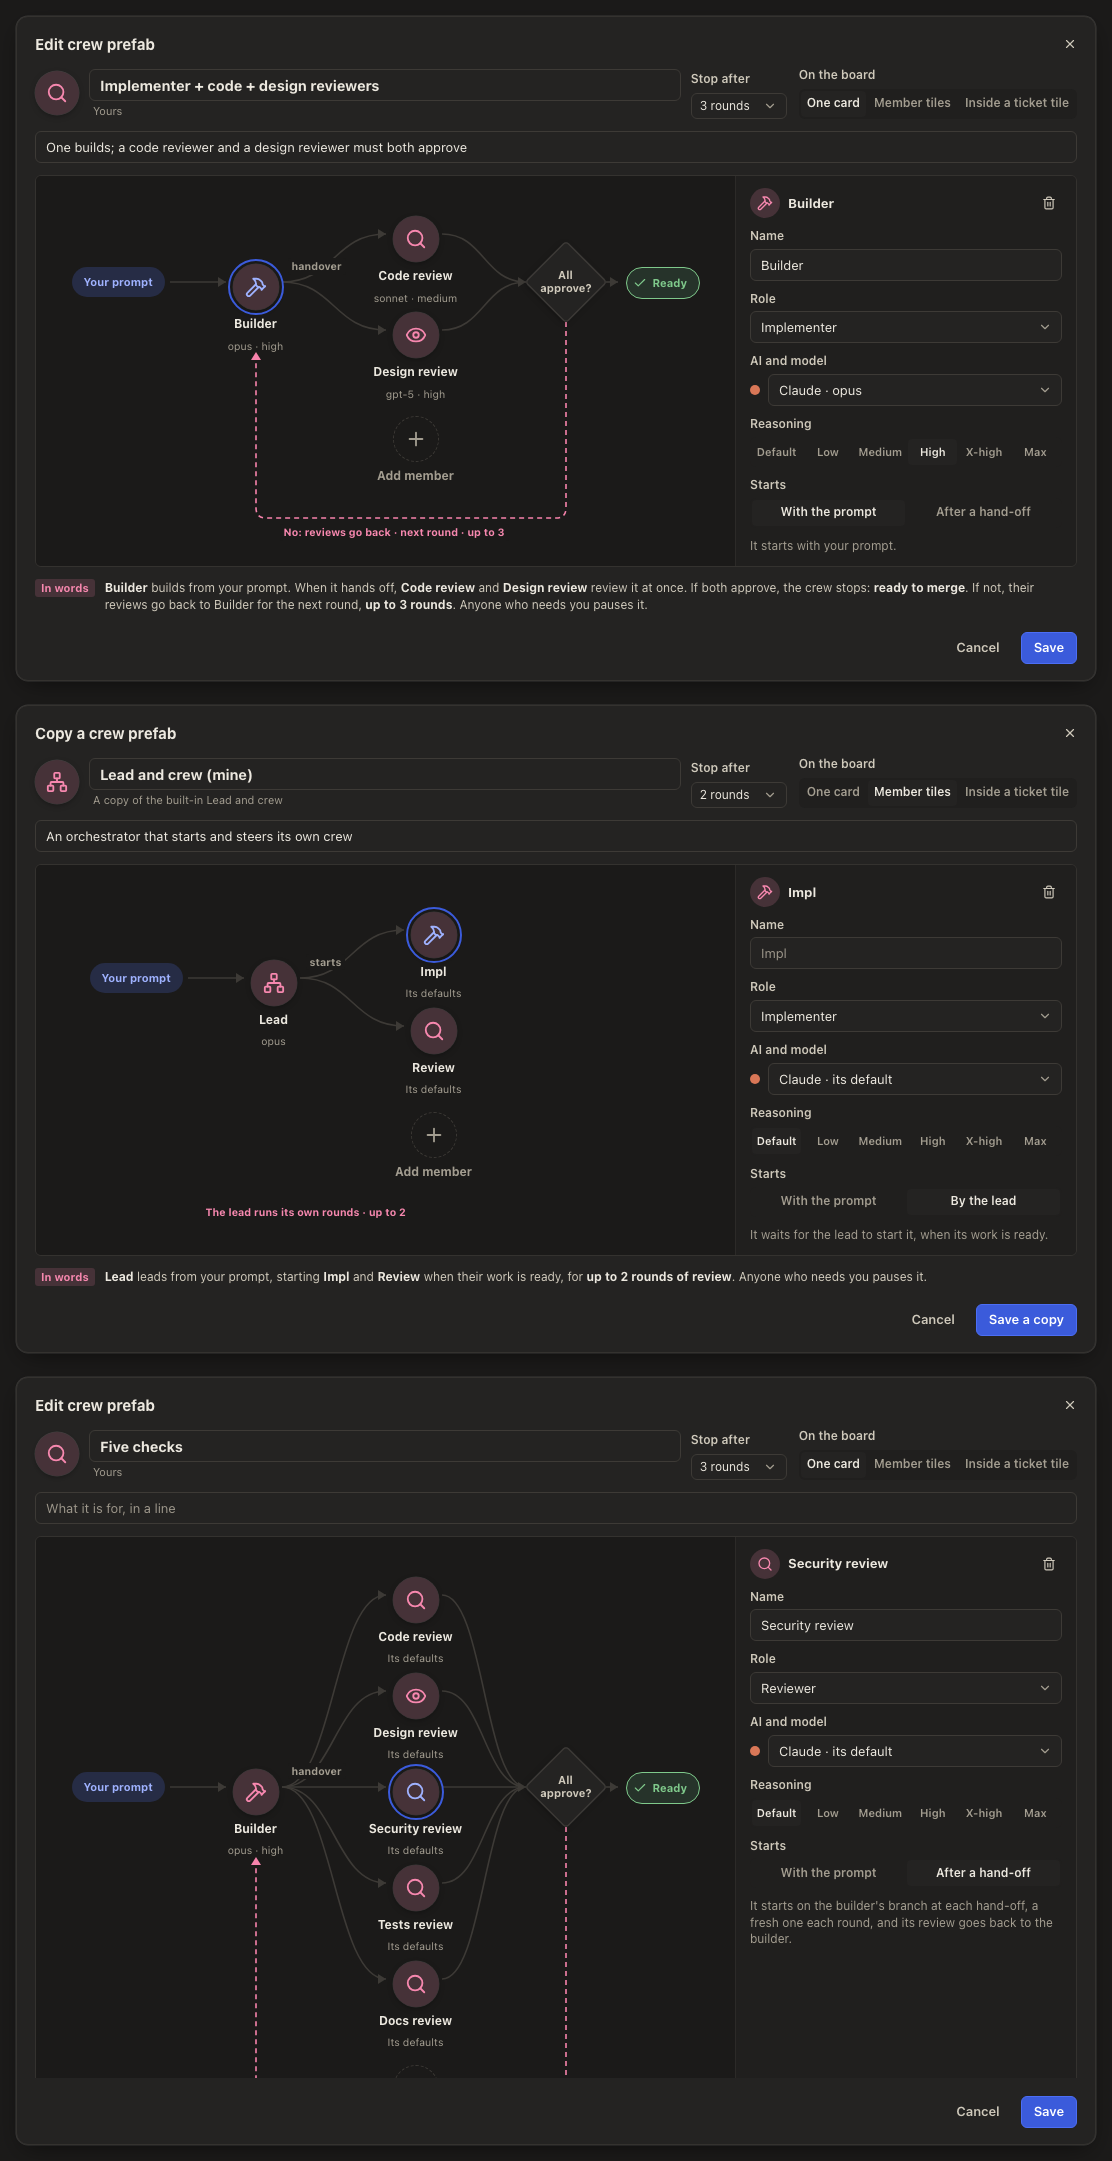 Edit crew prefab
Implementer + code + design reviewers
Yours
Stop after
3 rounds
On the board
One card
Member tiles
Inside a ticket tile
One builds; a code reviewer and a design reviewer must both approve
Your prompt
Builder
opus · high
handover
Code review
sonnet · medium
Design review
gpt-5 · high
Add member
All
approve?
Ready
No: reviews go back · next round · up to 3
Builder
Name
Builder
Role
Implementer
AI and model
Claude · opus
Reasoning
Default
Low
Medium
High
X-high
Max
Starts
With the prompt
After a hand-off
It starts with your prompt.
In words
Builder builds from your prompt. When it hands off, Code review and Design review review it at once. If both approve, the crew stops: ready to merge. If not, their
reviews go back to Builder for the next round, up to 3 rounds. Anyone who needs you pauses it.
Cancel
Save
Copy a crew prefab
Lead and crew (mine)
A copy of the built-in Lead and crew
Stop after
2 rounds
On the board
One card
Member tiles
Inside a ticket tile
An orchestrator that starts and steers its own crew
Your prompt
Lead
opus
starts
Impl
Its defaults
Review
Its defaults
Add member
The lead runs its own rounds · up to 2
Impl
Name
Impl
Role
Implementer
AI and model
Claude · its default
Reasoning
Default
Low
Medium
High
X-high
Max
Starts
With the prompt
By the lead
It waits for the lead to start it, when its work is ready.
In words
Lead leads from your prompt, starting Impl and Review when their work is ready, for up to 2 rounds of review. Anyone who needs you pauses it.
Cancel
Save a copy
Edit crew prefab
Five checks
Yours
Stop after
3 rounds
On the board
One card
Member tiles
Inside a ticket tile
What it is for, in a line
Your prompt
Builder
opus · high
handover
Code review
Its defaults
Design review
Its defaults
Security review
Its defaults
Tests review
Its defaults
Docs review
Its defaults
All
approve?
Ready
Security review
Name
Security review
Role
Reviewer
AI and model
Claude · its default
Reasoning
Default
Low
Medium
High
X-high
Max
Starts
With the prompt
After a hand-off
It starts on the builder's branch at each hand-off, a
fresh one each round, and its review goes back to the
builder.
Cancel
Save